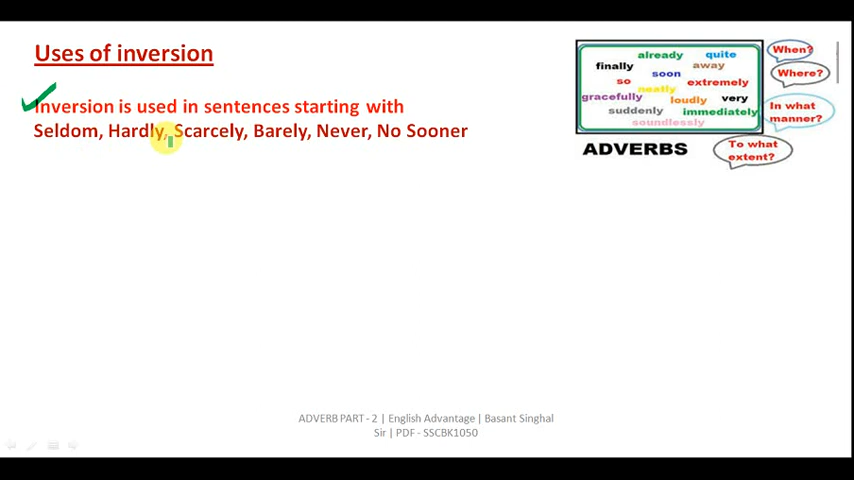 Uses of inversion
Inversion is used in sentences starting with
Seldom, Hardly, Scarcely, Barely, Never, No Sooner
already quite
finally away
soon
so extremely
neatly
gracefully loudly very
suddenly immediately
soundlessly
ADVERBS
When?
Where?
In what
manner?
To what
extent?
ADVERB PART - 2 | English Advantage | Basant Singhal
Sir | PDF - SSCBK1050